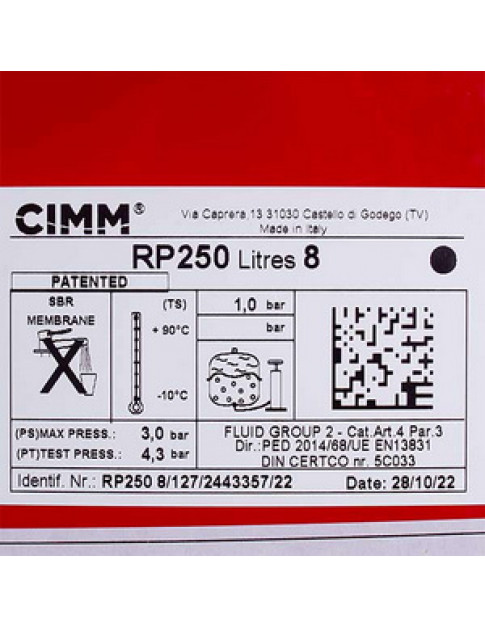 CIMM®
Via Caprera,13 31030 Castello di Godego (TV)
Made in Italy
RP250 Litres 8
PATENTED
SBR
MEMBRANE
(TS)
+ 90°C
-10°C
1,0 bar
bar
(PS)MAX PRESS.: 3,0 bar
(PT)TEST PRESS.: 4,3 bar
FLUID GROUP 2 - Cat.Art.4 Par.3
Dir.:PED 2014/68/UE EN13831
DIN CERTCO nr. 5C033
Identif. Nr.: RP250 8/127/2443357/22 Date: 28/10/22